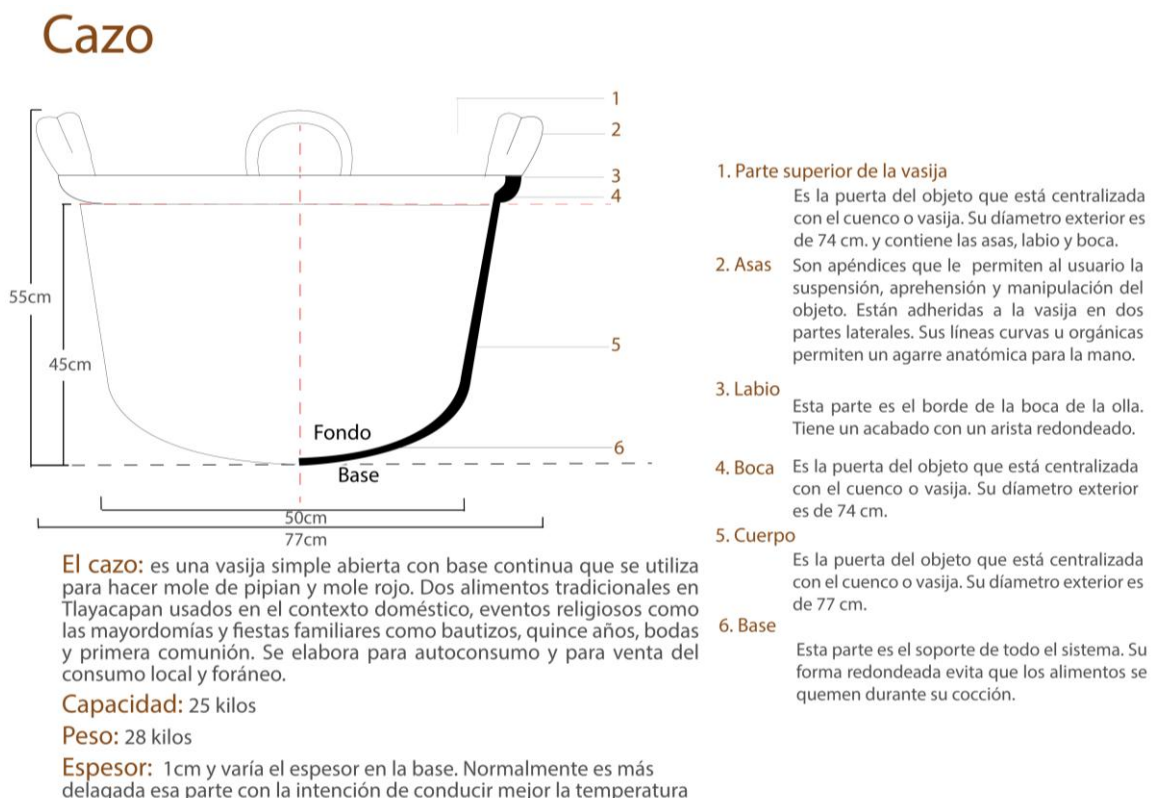 Cazo
1
2
3
4
5
6
55cm
45cm
Fondo
Base
50cm
77cm
El cazo: es una vasija simple abierta con base continua que se utiliza
para hacer mole de pipian y mole rojo. Dos alimentos tradicionales en
Tlayacapan usados en el contexto doméstico, eventos religiosos como
las mayordomías y fiestas familiares como bautizos, quince años, bodas
y primera comunión. Se elabora para autoconsumo y para venta del
consumo local y foráneo.
Capacidad: 25 kilos
Peso: 28 kilos
Espesor: 1cm y varía el espesor en la base. Normalmente es más
delagada esa parte con la intención de conducir mejor la temperatura
1. Parte superior de la vasija
Es la puerta del objeto que está centralizada
con el cuenco o vasija. Su díametro exterior es
de 74 cm. y contiene las asas, labio y boca.
2. Asas Son apéndices que le permiten al usuario la
suspensión, aprehensión y manipulación del
objeto. Están adheridas a la vasija en dos
partes laterales. Sus líneas curvas u orgánicas
permiten un agarre anatómica para la mano.
3. Labio
Esta parte es el borde de la boca de la olla.
Tiene un acabado con un arista redondeado.
4. Boca Es la puerta del objeto que está centralizada
con el cuenco o vasija. Su díametro exterior
es de 74 cm.
5. Cuerpo
Es la puerta del objeto que está centralizada
con el cuenco o vasija. Su díametro exterior es
de 77 cm.
6. Base
Esta parte es el soporte de todo el sistema. Su
forma redondeada evita que los alimentos se
quemen durante su cocción.